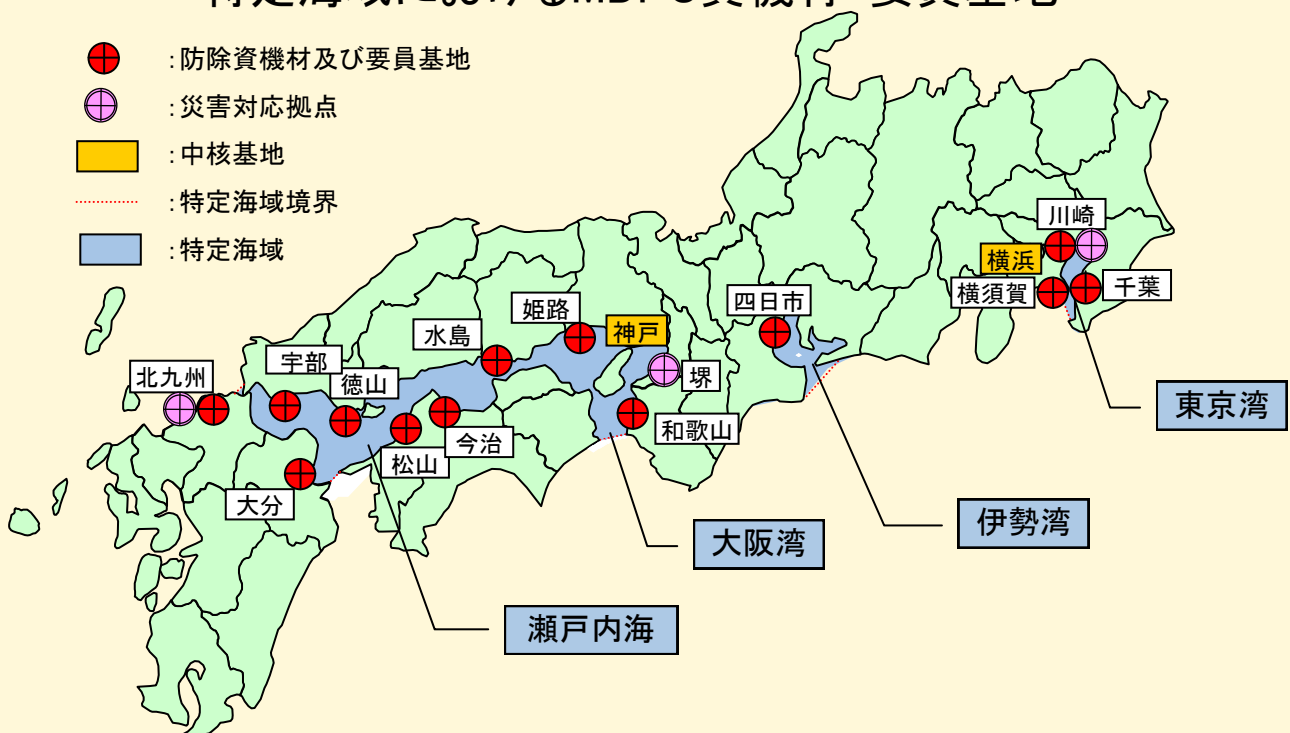 ：防除資機材及び要員基地
：災害対応拠点
：中核基地
：特定海域境界
：特定海域
川崎
横浜
横須賀
千葉
四日市
姫路
神戸
水島
堺
宇部
徳山
北九州
和歌山
今治
松山
大分
東京湾
伊勢湾
大阪湾
瀬戸内海